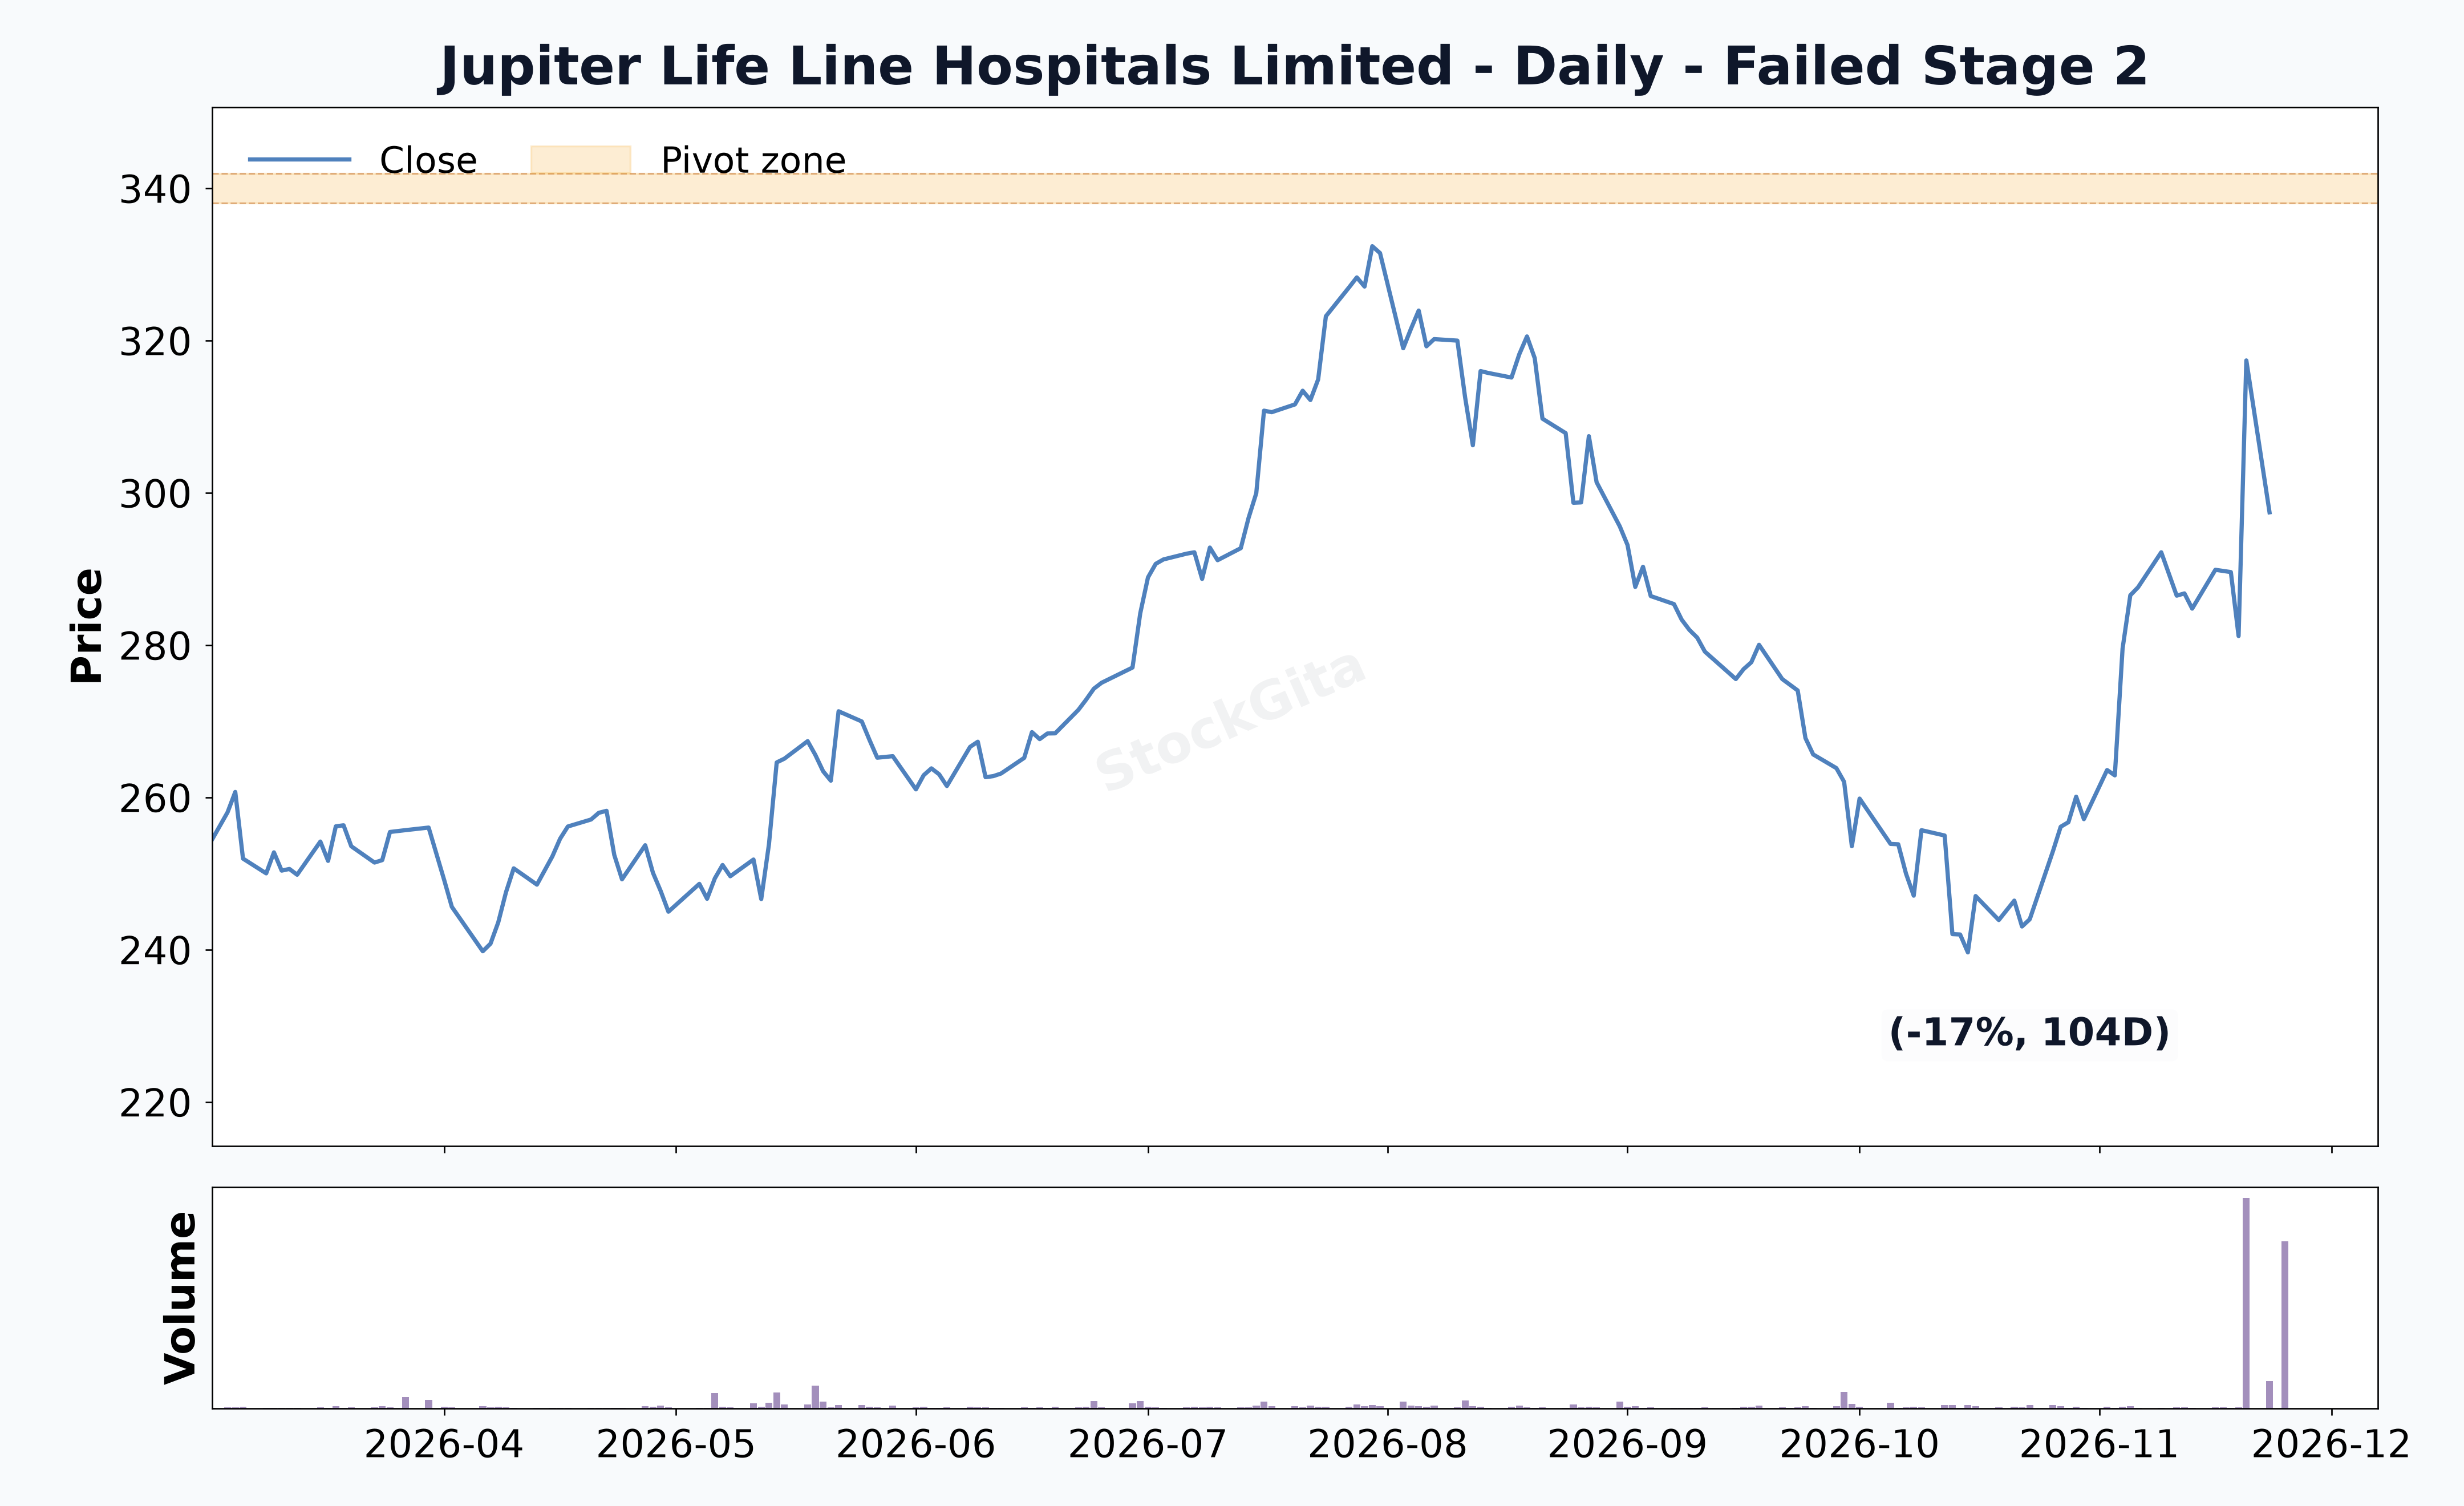 Jupiter Life Line Hospitals Limited - Daily - Failed Stage 2
Close
Pivot zone
Price
340
320
300
280
260
240
220
StockGita
(-17%, 104D)
Volume
2026-04
2026-05
2026-06
2026-07
2026-08
2026-09
2026-10
2026-11
2026-12